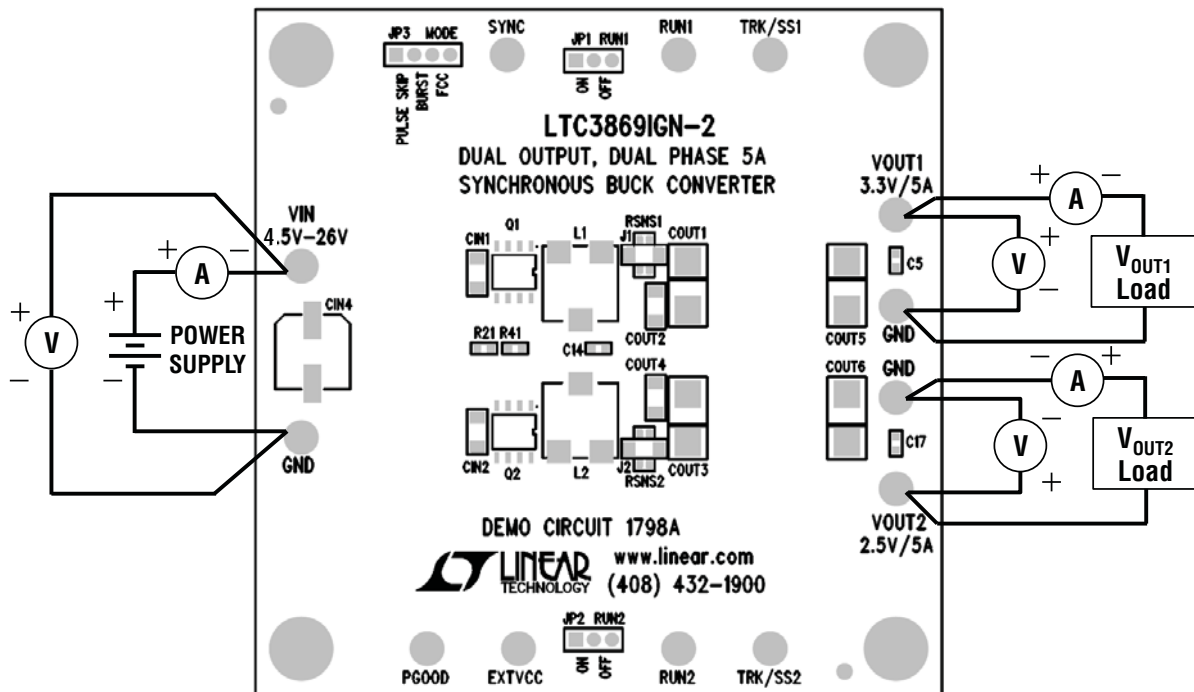 JP3 MODE
PULSE SKIP
BURST
FCC
SYNC
JP1 RUN1
ON
OFF
RUN1
TRK/SS1
LTC3869IGN-2
DUAL OUTPUT, DUAL PHASE 5A
SYNCHRONOUS BUCK CONVERTER
VIN
4.5V-26V
+
A
−
+
V
−
+
POWER
SUPPLY
−
CIN4
GND
CIN1
Q1
L1
J1
RSNS1
COUT1
COUT2
R21
R41
C14
COUT4
CIN2
Q2
L2
J2
RSNS2
COUT3
VOUT1
3.3V/5A
C5
COUT5
GND
+
A
−
+
V
−
VOUT1
Load
GND
COUT6
C17
−
A
+
−
V
+
VOUT2
Load
VOUT2
2.5V/5A
DEMO CIRCUIT 1798A
LINEAR
TECHNOLOGY
www.linear.com
(408) 432-1900
PGOOD
EXTVCC
JP2 RUN2
ON
OFF
RUN2
TRK/SS2